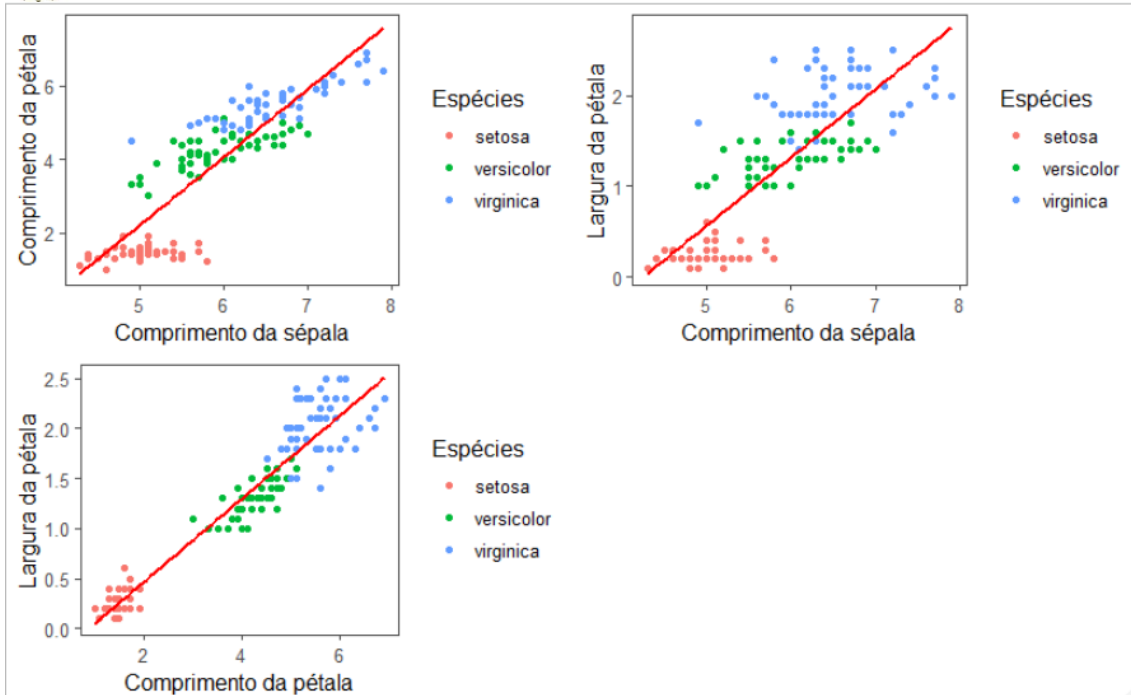 Comprimento da pétala
6
4
2
5
6
7
8
Comprimento da sépala
Espécies
setosa
versicolor
virginica
Largura da pétala
2
1
0
5
6
7
8
Comprimento da sépala
Espécies
setosa
versicolor
virginica
Largura da pétala
2.5
2.0
1.5
1.0
0.5
0.0
2
4
6
Comprimento da pétala
Espécies
setosa
versicolor
virginica